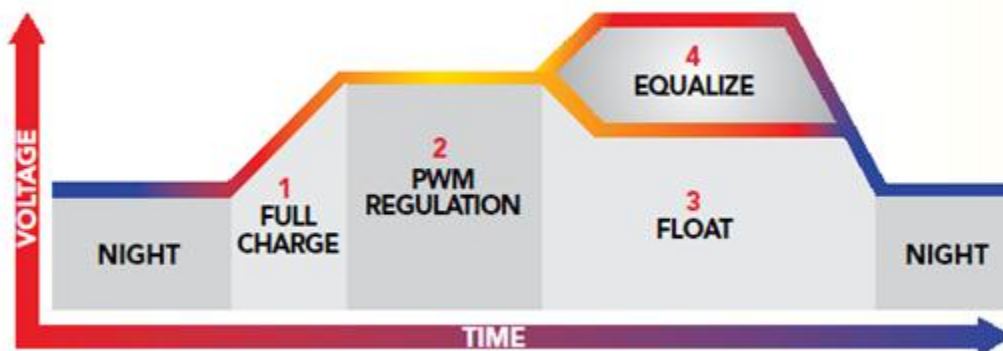 VOLTAGE
NIGHT
1
FULL
CHARGE
2
PWM
REGULATION
4
EQUALIZE
3
FLOAT
NIGHT
TIME